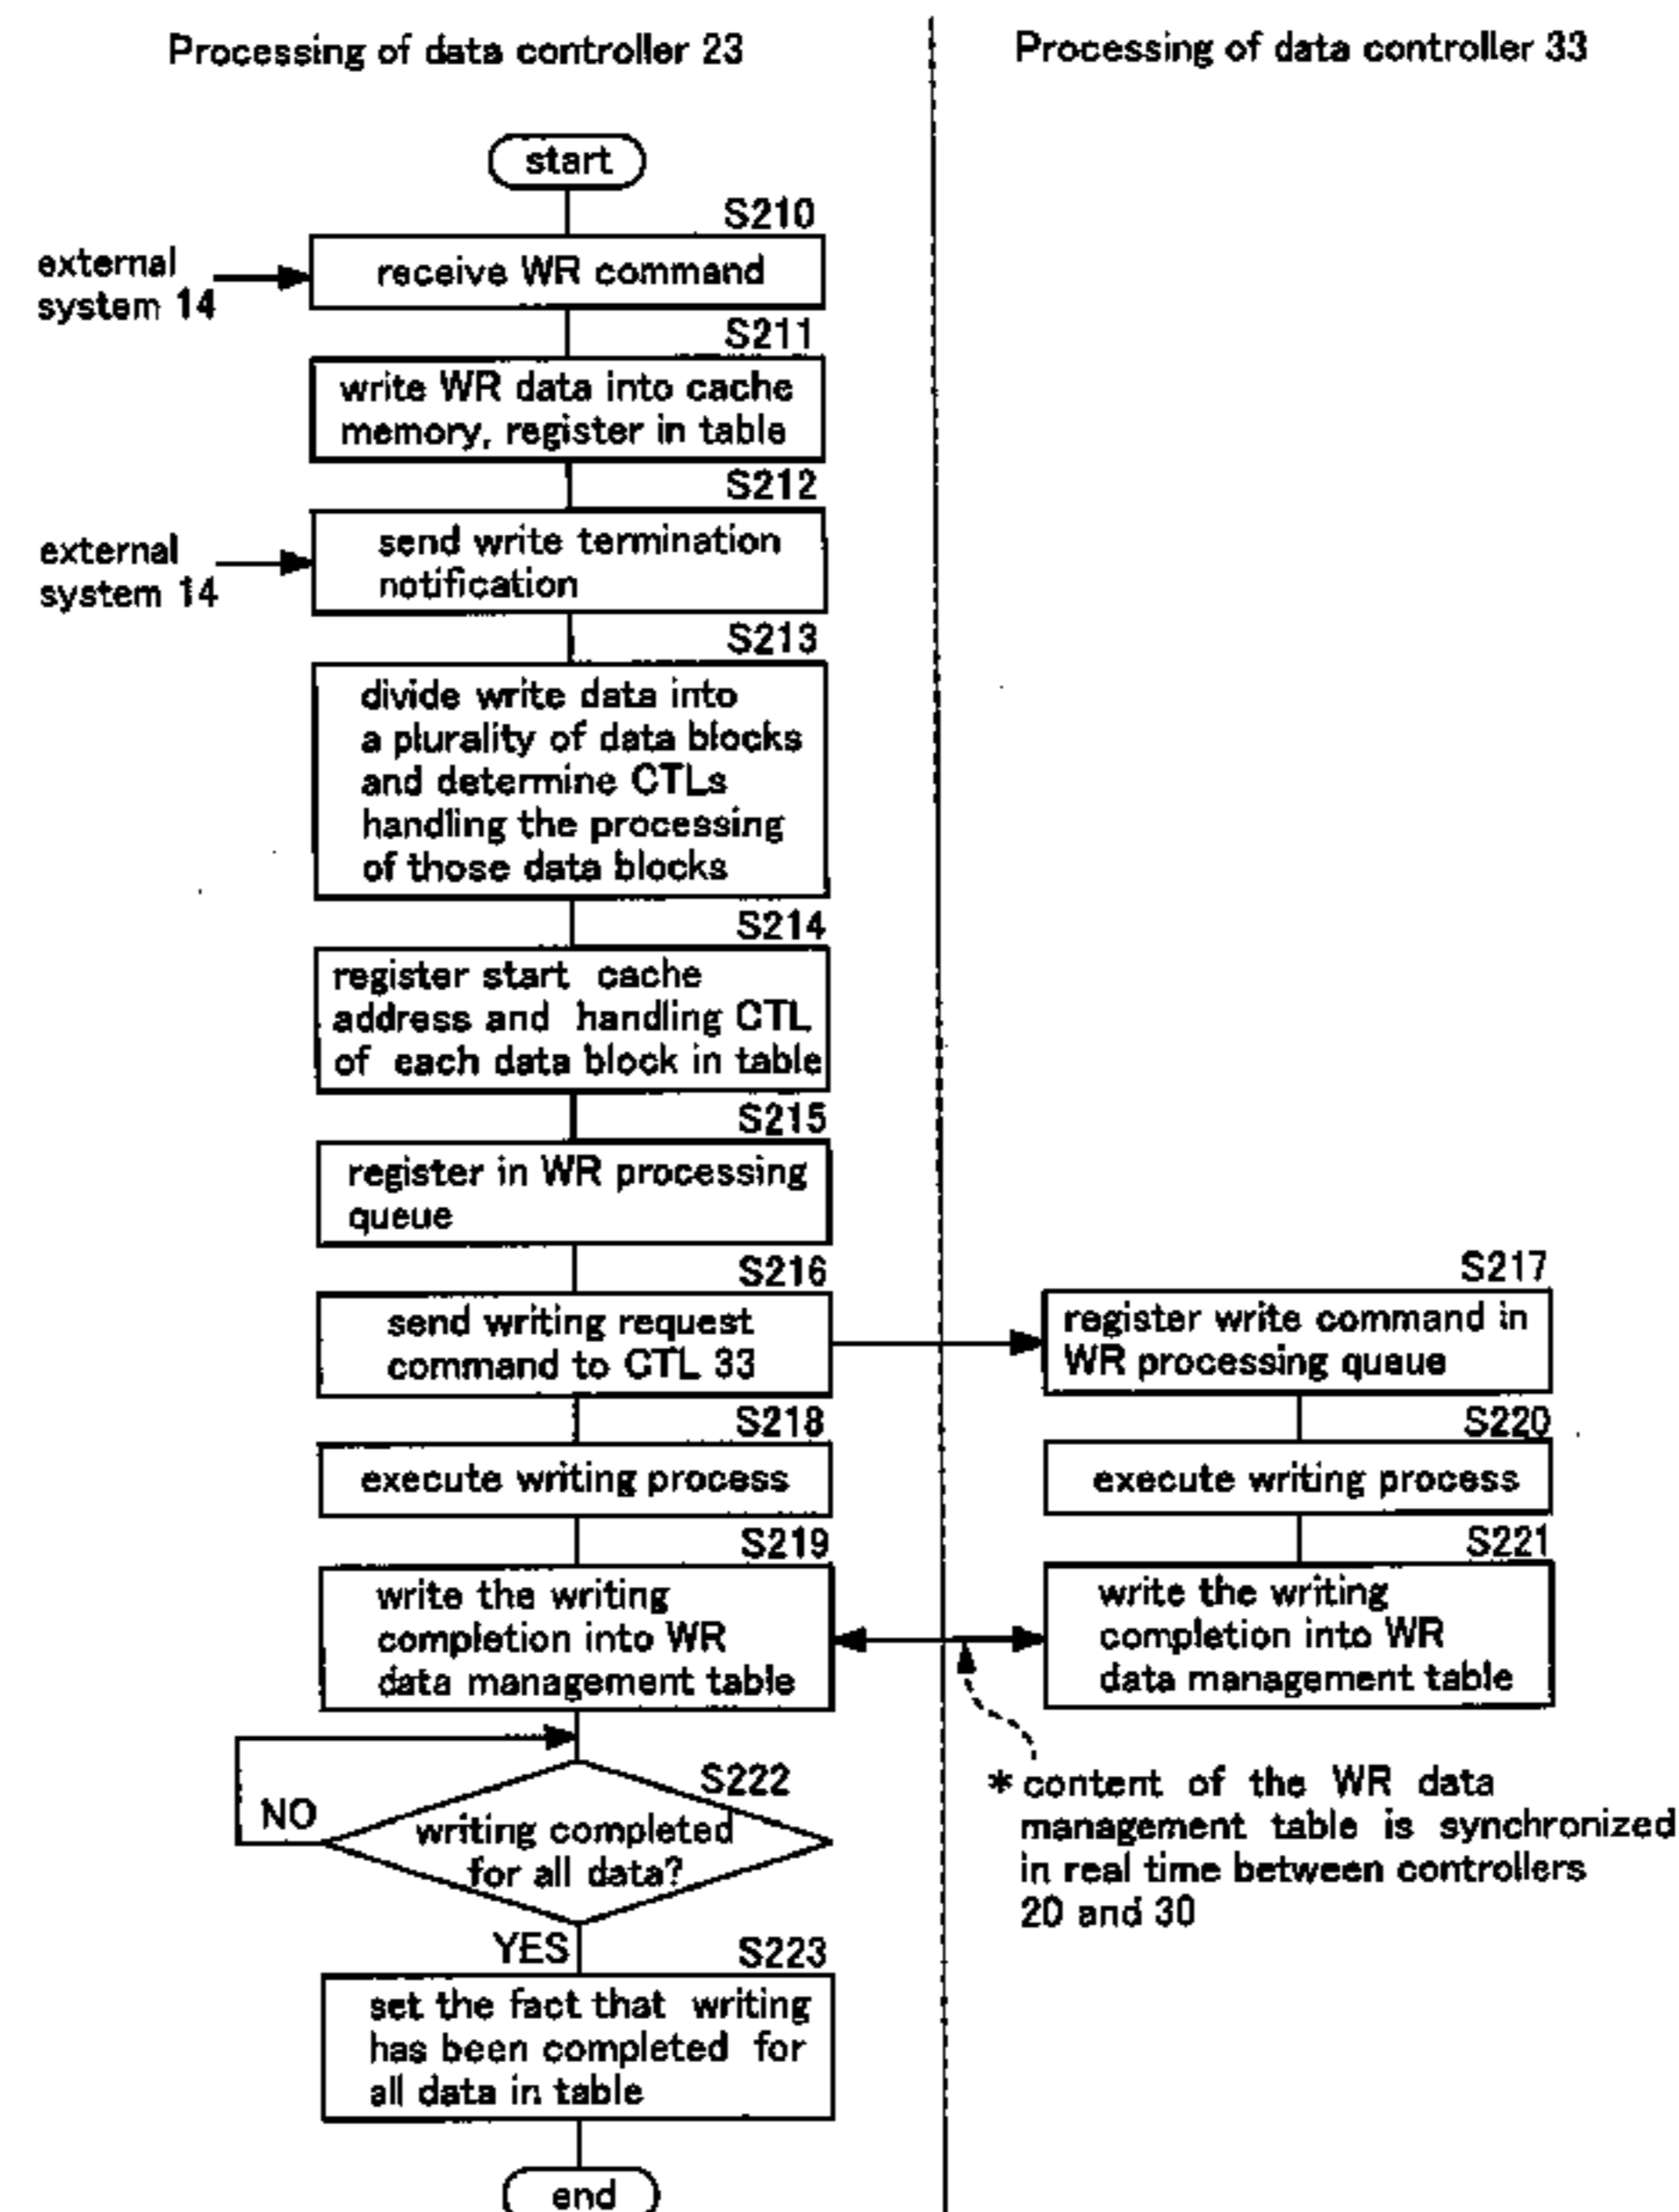 Processing of data controller 23
Processing of data controller 33
start
S210
external
system 14
receive WR command
S211
write WR data into cache
memory, register in table
S212
external
system 14
send write termination
notification
S213
divide write data into
a plurality of data blocks
and determine CTLs
handling the processing
of those data blocks
S214
register start cache
address and handling CTL
of each data block in table
S215
register in WR processing
queue
S216
send writing request
command to CTL 33
S217
register write command in
WR processing queue
S218
execute writing process
S220
execute writing process
S219
write the writing
completion into WR
data management table
S221
write the writing
completion into WR
data management table
S222
NO
writing completed
for all data?
* content of the WR data
management table is synchronized
in real time between controllers
20 and 30
YES
S223
set the fact that writing
has been completed for
all data in table
end